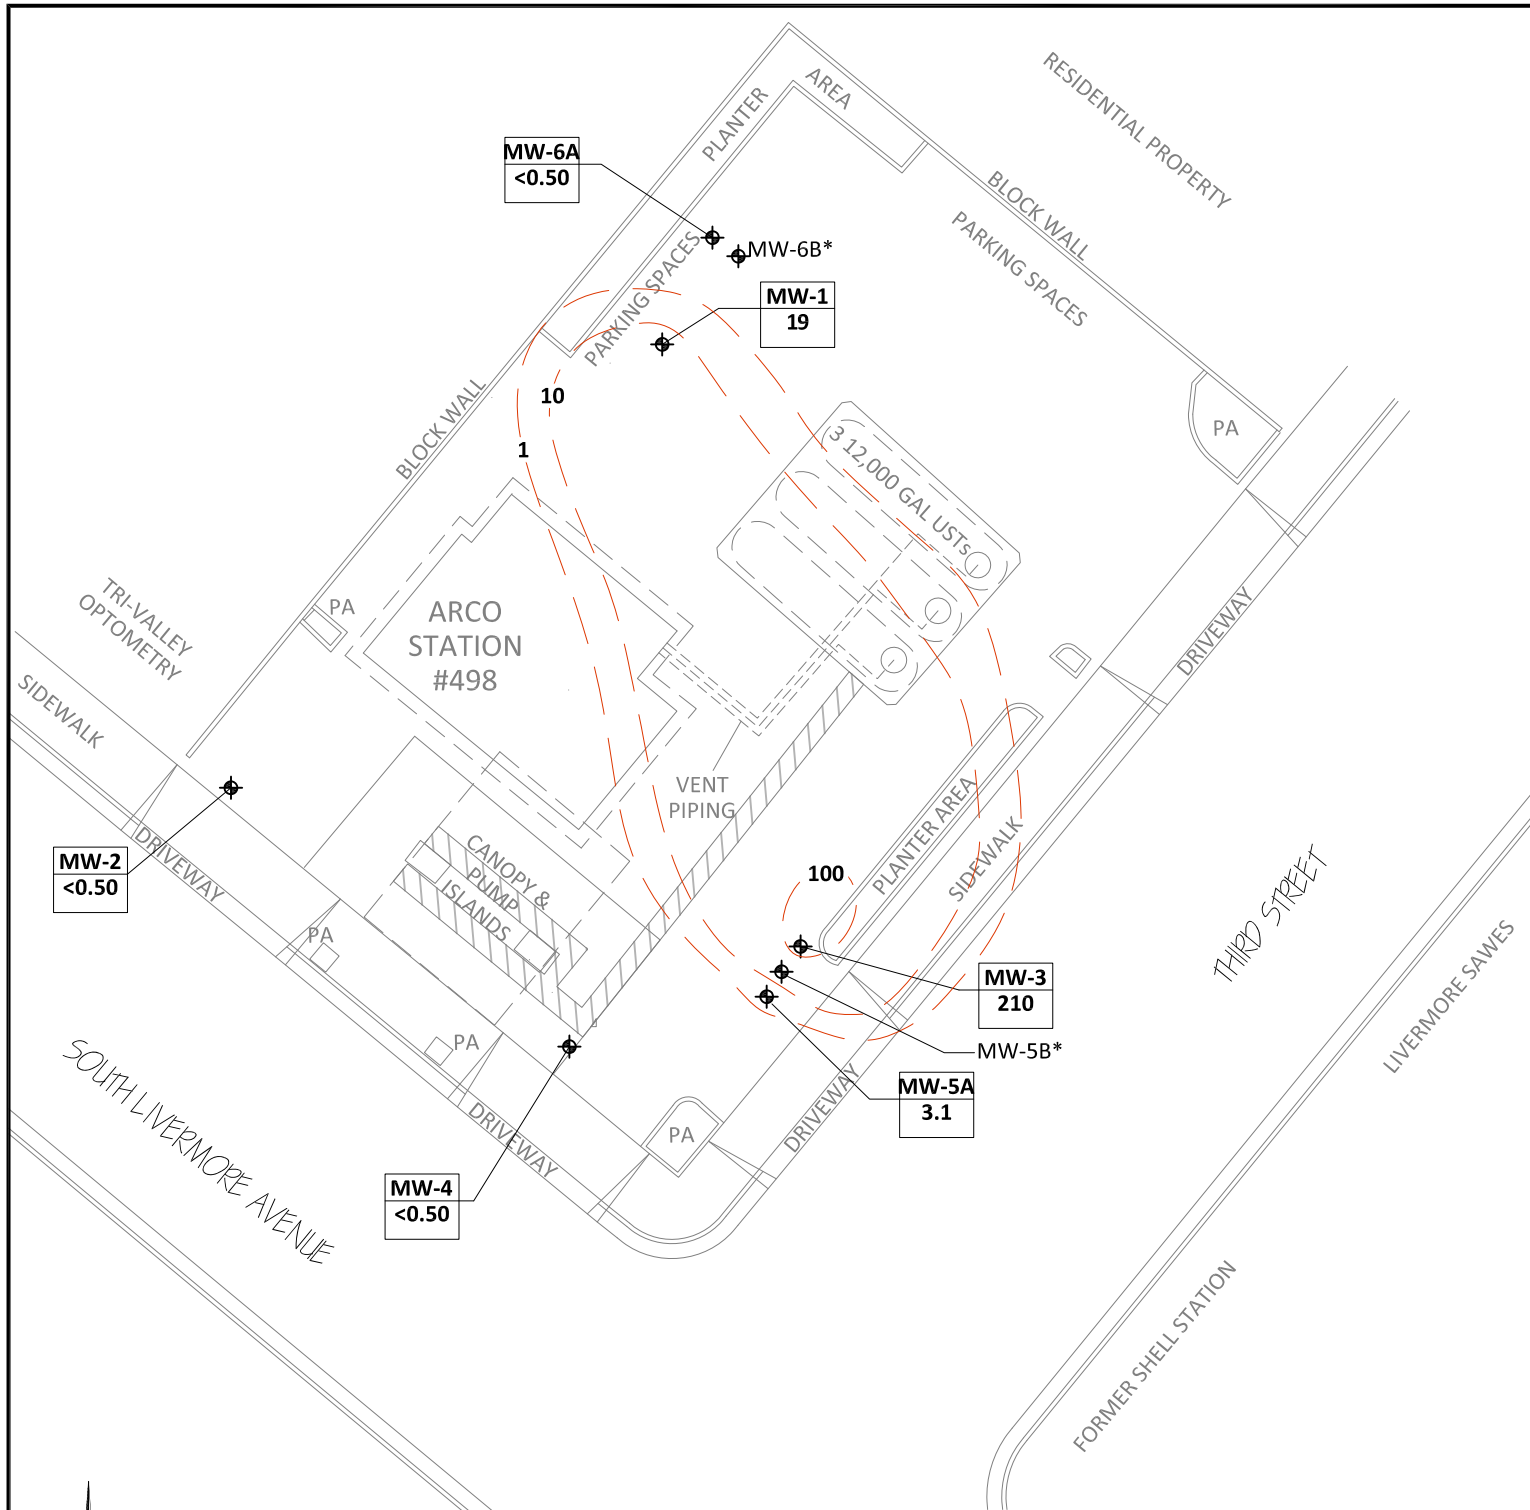 RESIDENTIAL PROPERTY
AREA
PLANTER
MW-6A
<0.50
BLOCK WALL
PARKING SPACES
PARKING SPACES
MW-6B*
MW-1
19
10
1
BLOCK WALL
3 12,000 GAL USTs
PA
TRI-VALLEY
OPTOMETRY
PA
ARCO
STATION
#498
DRIVEWAY
SIDEWALK
VENT
PIPING
PLANTER AREA
SIDEWALK
MW-2
<0.50
DRIVEWAY
CANOPY &
PUMP
ISLANDS
100
THIRD STREET
PA
MW-3
210
LIVERMORE SAWES
PA
MW-5B*
MW-5A
3.1
SOUTH LIVERMORE AVENUE
DRIVEWAY
DRIVEWAY
PA
MW-4
<0.50
FORMER SHELL STATION